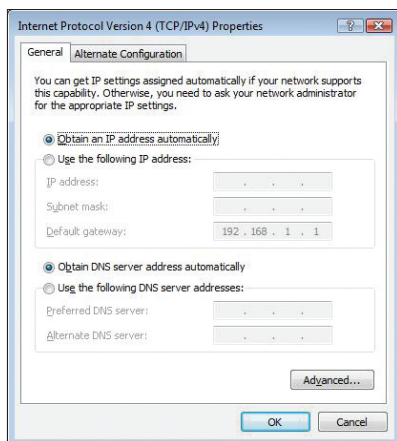 Internet Protocol Version 4 (TCP/IPv4) Properties
General
Alternate Configuration
You can get IP settings assigned automatically if your network supports
this capability. Otherwise, you need to ask your network administrator
for the appropriate IP settings.
Obtain an IP address automatically
Use the following IP address:
IP address: . . .
Subnet mask: . . .
Default gateway: 192 . 168 . 1 . 1
Obtain DNS server address automatically
Use the following DNS server addresses:
Preferred DNS server: . . .
Alternate DNS server: . . .
Advanced...
OK
Cancel